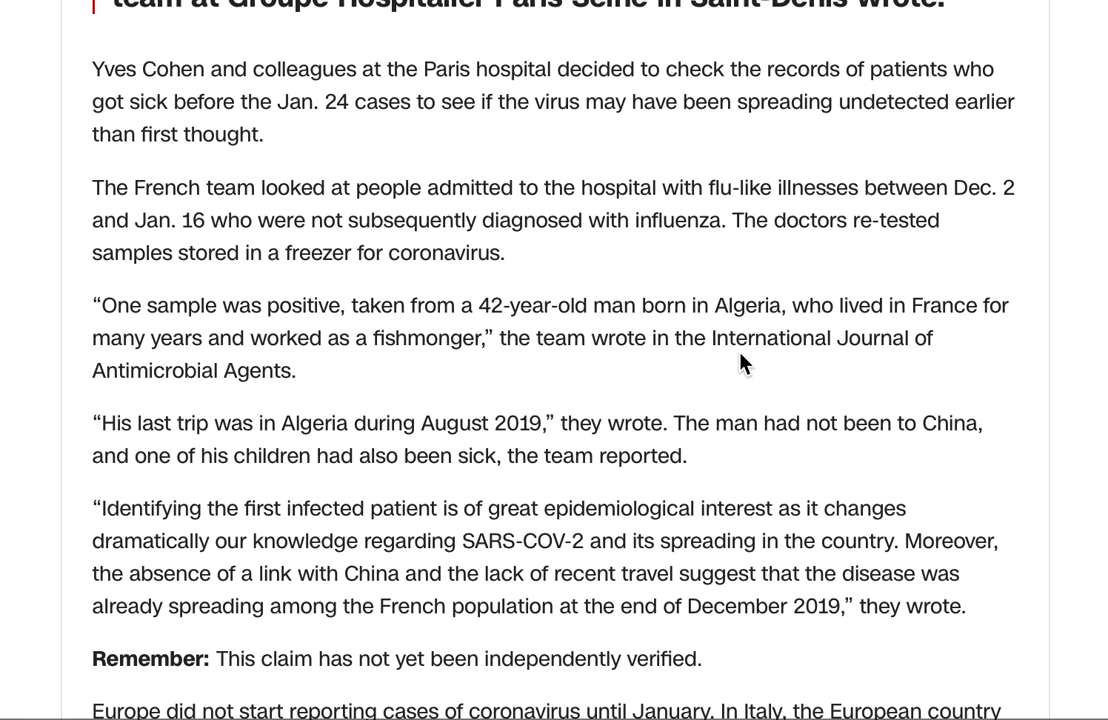 team at Groupe Hospitalier Paris Seine in Saint-Denis wrote.
Yves Cohen and colleagues at the Paris hospital decided to check the records of patients who
got sick before the Jan. 24 cases to see if the virus may have been spreading undetected earlier
than first thought.
The French team looked at people admitted to the hospital with flu-like illnesses between Dec. 2
and Jan. 16 who were not subsequently diagnosed with influenza. The doctors re-tested
samples stored in a freezer for coronavirus.
“One sample was positive, taken from a 42-year-old man born in Algeria, who lived in France for
many years and worked as a fishmonger,” the team wrote in the International Journal of
Antimicrobial Agents.
“His last trip was in Algeria during August 2019,” they wrote. The man had not been to China,
and one of his children had also been sick, the team reported.
“Identifying the first infected patient is of great epidemiological interest as it changes
dramatically our knowledge regarding SARS-COV-2 and its spreading in the country. Moreover,
the absence of a link with China and the lack of recent travel suggest that the disease was
already spreading among the French population at the end of December 2019,” they wrote.
Remember: This claim has not yet been independently verified.
Europe did not start reporting cases of coronavirus until January. In Italy, the European country